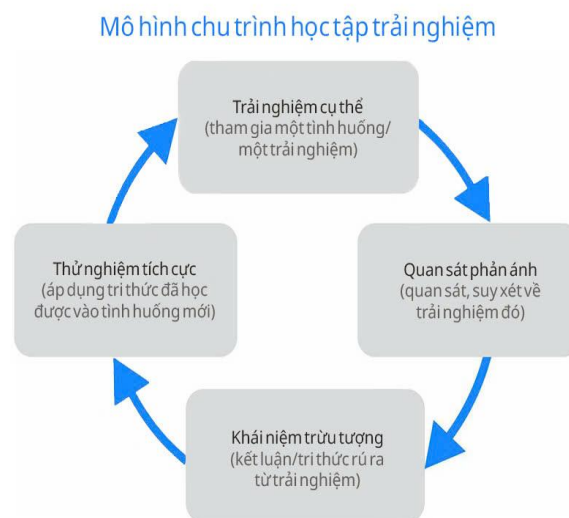 Mô hình chu trình học tập trải nghiệm
Trải nghiệm cụ thể
(tham gia một tình huống/
một trải nghiệm)
Quan sát phản ánh
(quan sát, suy xét về
trải nghiệm đó)
Khái niệm trừu tượng
(kết luận/tri thức rú ra
từ trải nghiệm)
Thử nghiệm tích cực
(áp dụng tri thức đã học
được vào tình huống mới)